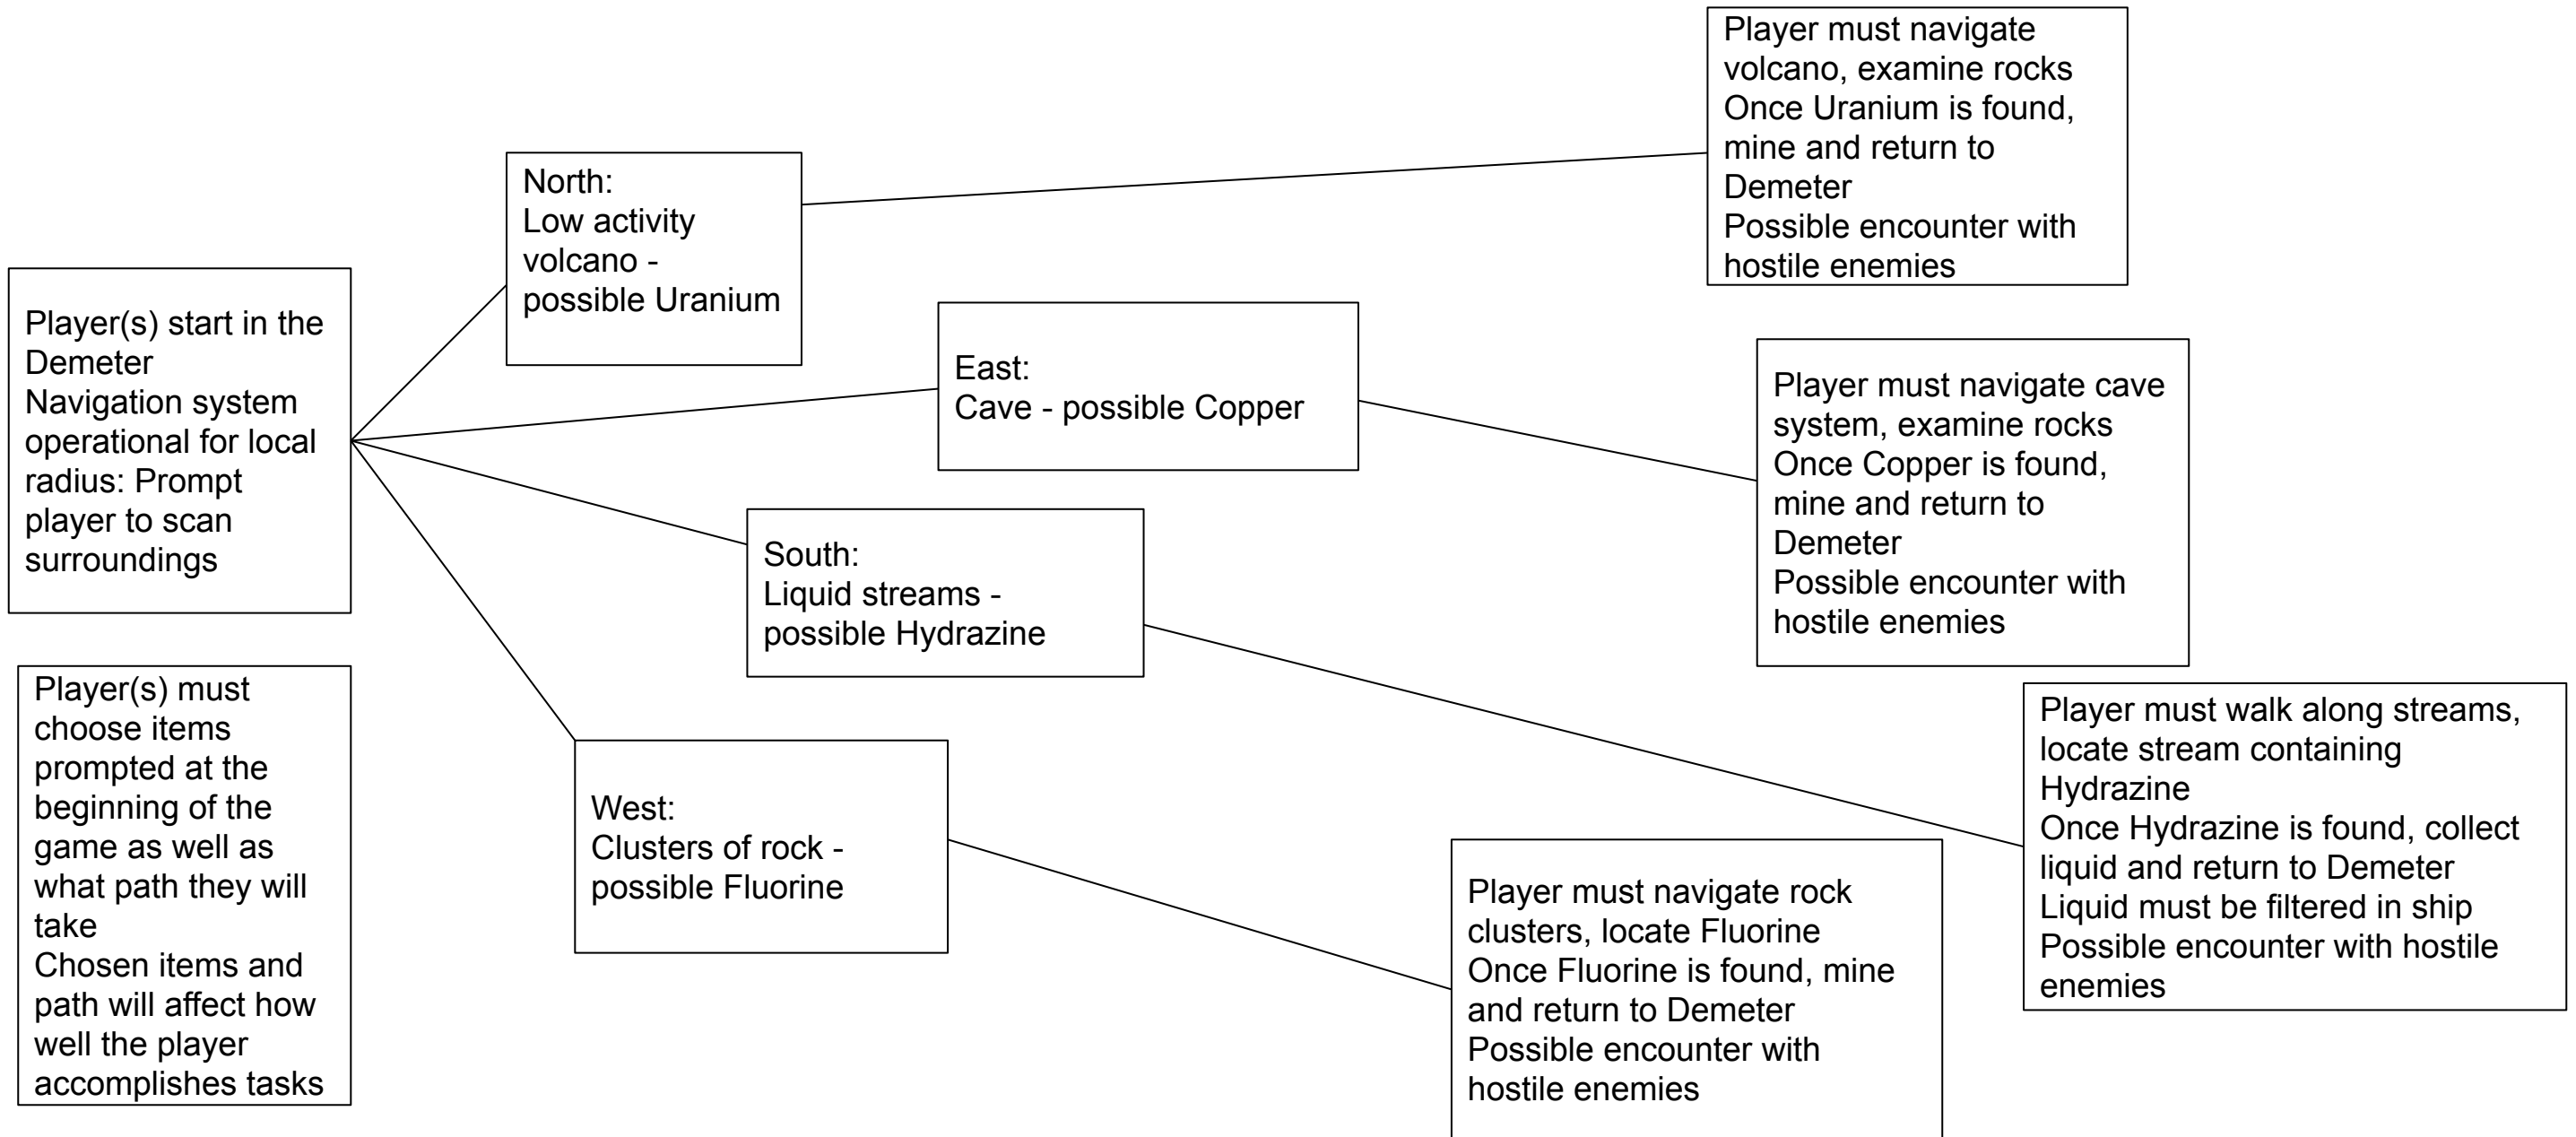 Player(s) start in the
Demeter
Navigation system
operational for local
radius: Prompt
player to scan
surroundings
Player(s) must
choose items
prompted at the
beginning of the
game as well as
what path they will
take
Chosen items and
path will affect how
well the player
accomplishes tasks
North:
Low activity
volcano -
possible Uranium
East:
Cave - possible Copper
South:
Liquid streams -
possible Hydrazine
West:
Clusters of rock -
possible Fluorine
Player must navigate
volcano, examine rocks
Once Uranium is found,
mine and return to
Demeter
Possible encounter with
hostile enemies
Player must navigate cave
system, examine rocks
Once Copper is found,
mine and return to
Demeter
Possible encounter with
hostile enemies
Player must walk along streams,
locate stream containing
Hydrazine
Once Hydrazine is found, collect
liquid and return to Demeter
Liquid must be filtered in ship
Possible encounter with hostile
enemies
Player must navigate rock
clusters, locate Fluorine
Once Fluorine is found, mine
and return to Demeter
Possible encounter with
hostile enemies